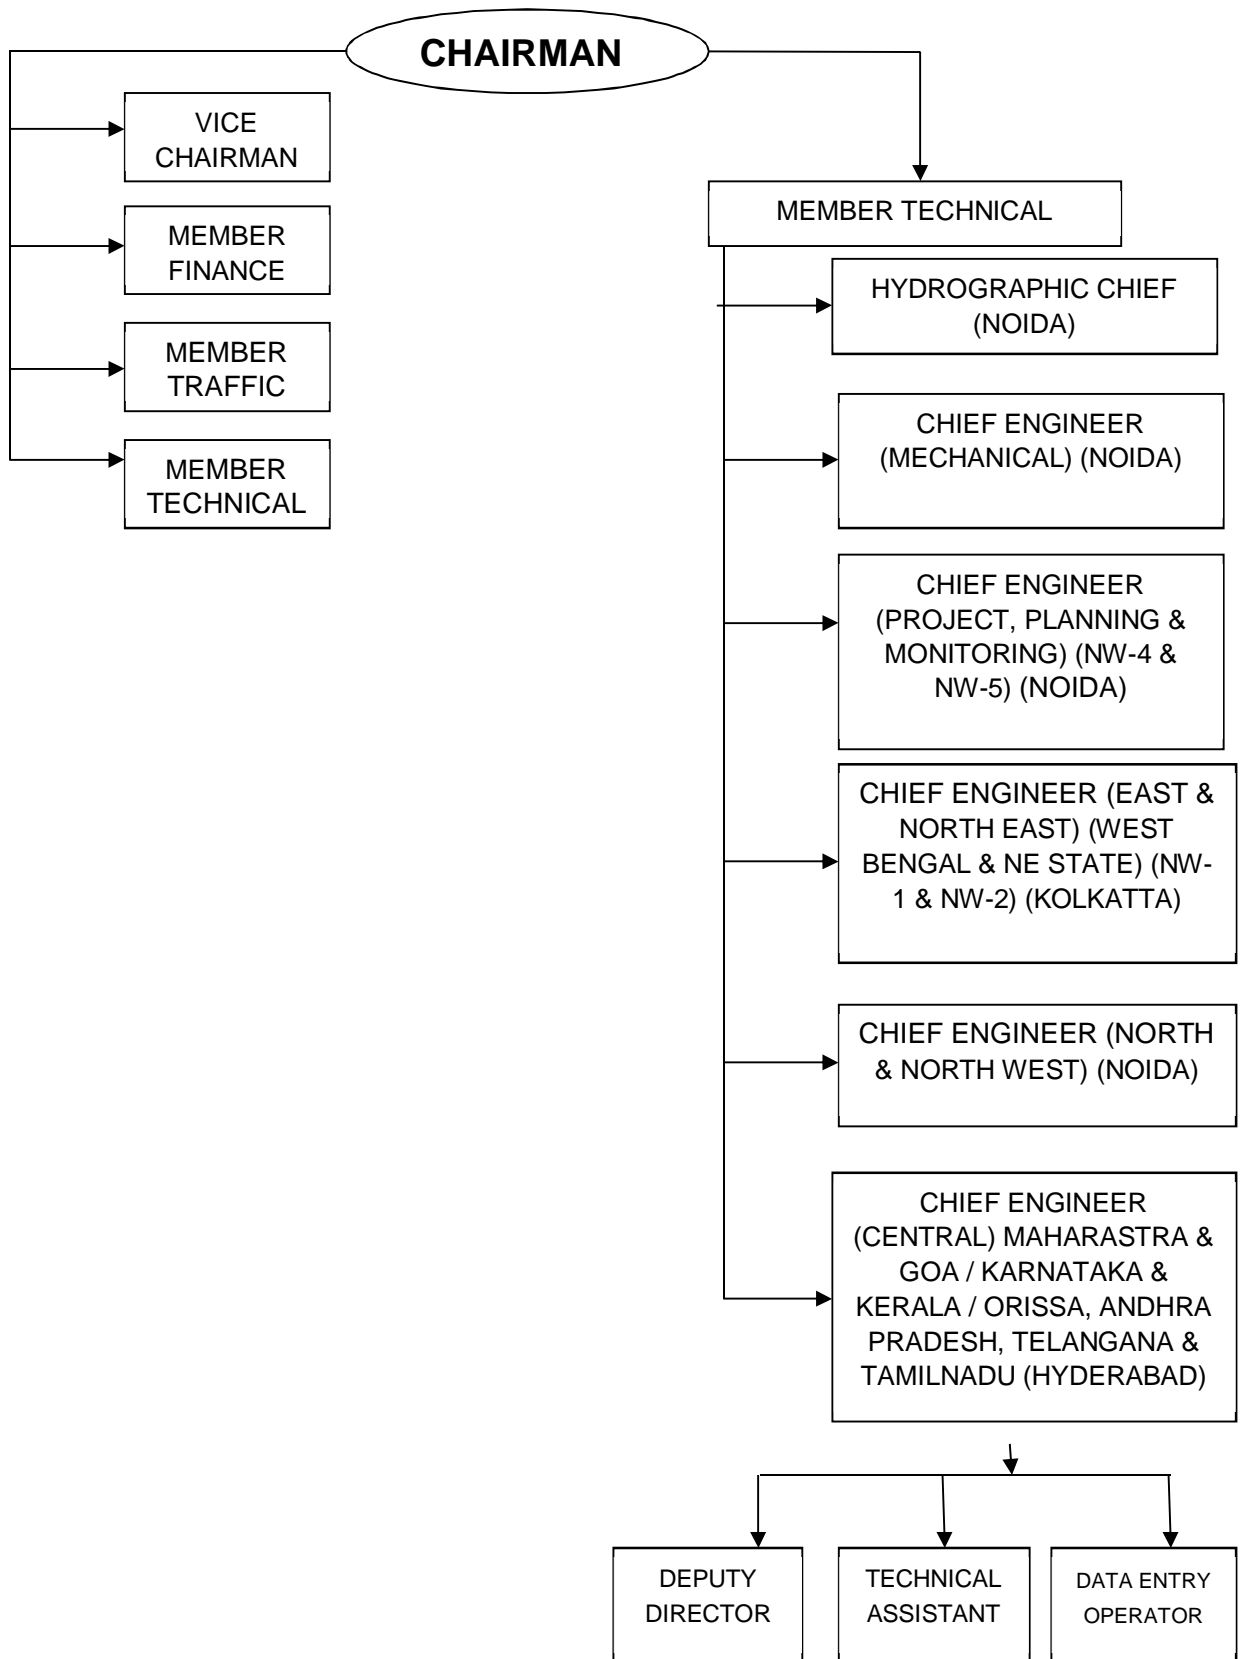 CHAIRMAN
VICE
CHAIRMAN
MEMBER
FINANCE
MEMBER
TRAFFIC
MEMBER
TECHNICAL
MEMBER TECHNICAL
HYDROGRAPHIC CHIEF
(NOIDA)
CHIEF ENGINEER
(MECHANICAL) (NOIDA)
CHIEF ENGINEER
(PROJECT, PLANNING &
MONITORING) (NW-4 &
NW-5) (NOIDA)
CHIEF ENGINEER (EAST &
NORTH EAST) (WEST
BENGAL & NE STATE) (NW-
1 & NW-2) (KOLKATTA)
CHIEF ENGINEER (NORTH
& NORTH WEST) (NOIDA)
CHIEF ENGINEER
(CENTRAL) MAHARASTRA &
GOA / KARNATAKA &
KERALA / ORISSA, ANDHRA
PRADESH, TELANGANA &
TAMILNADU (HYDERABAD)
DEPUTY
DIRECTOR
TECHNICAL
ASSISTANT
DATA ENTRY
OPERATOR